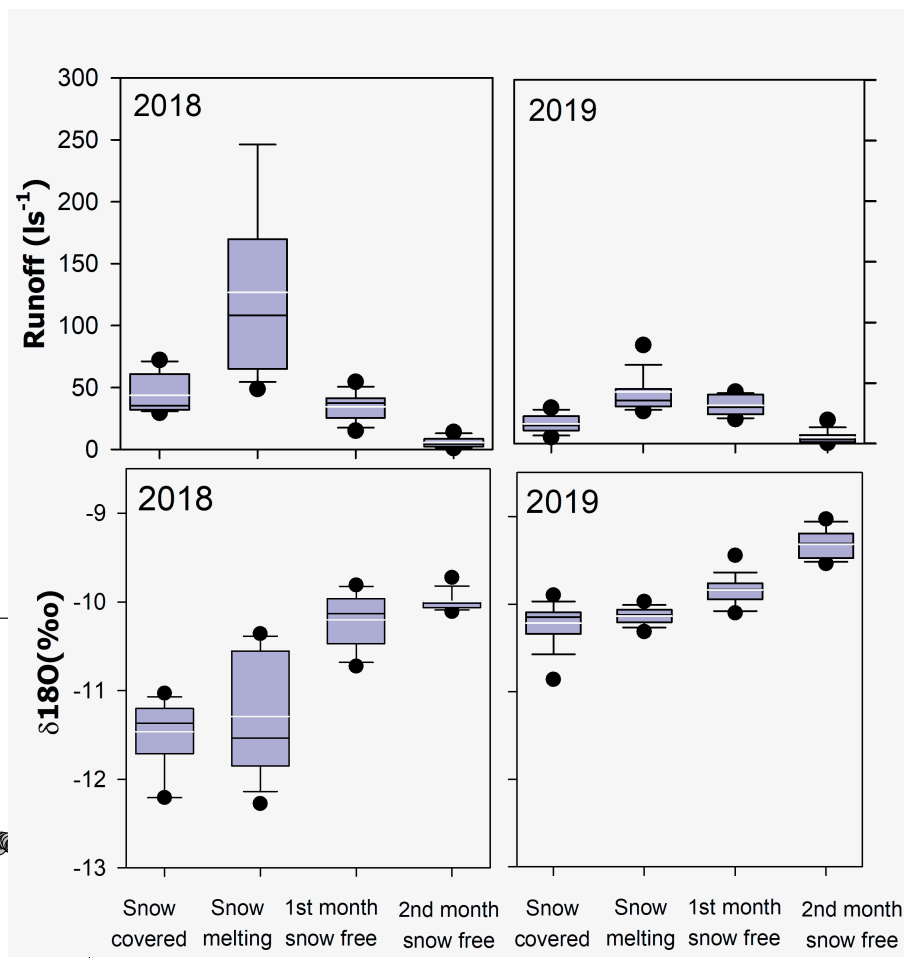 300
250
200
150
100
50
0
Runoff (ls-1)
2018
2019
-9
-10
-11
-12
-13
δ18O(‰)
2018
2019
Snow covered
Snow melting
1st month snow free
2nd month snow free
Snow covered
Snow melting
1st month snow free
2nd month snow free